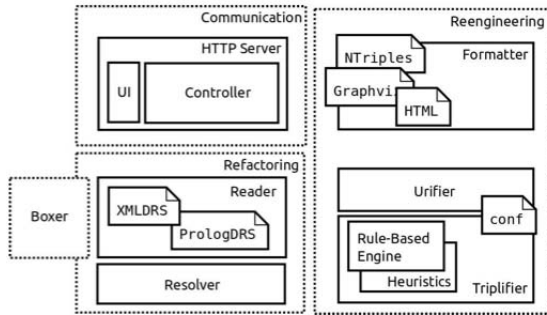 Communication
HTTP Server
UI
Controller
Refactoring
Reader
XMLDRS
PrologDRS
Boxer
Resolver
Reengineering
Formatter
NTriples
Graphvi
HTML
Urifier
conf
Rule-Based
Engine
Heuristics
Triplifier